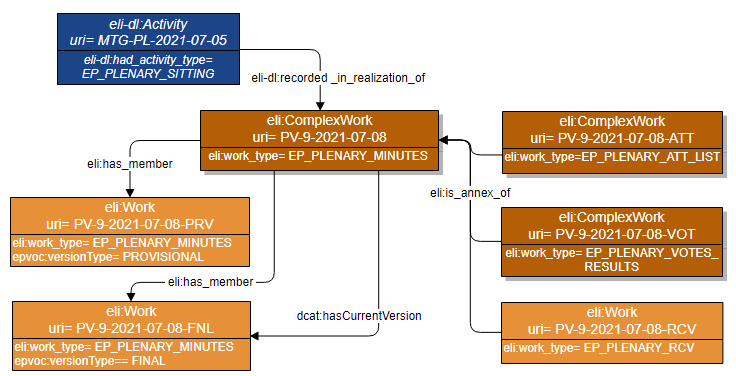 eli-dl:Activity
uri= MTG-PL-2021-07-05
eli-dl:had_activity_type=
EP_PLENARY_SITTING
eli-dl:recorded _in_realization_of
eli:ComplexWork
uri= PV-9-2021-07-08
eli:work_type= EP_PLENARY_MINUTES
eli:ComplexWork
uri= PV-9-2021-07-08-ATT
eli:work_type=EP_PLENARY_ATT_LIST
eli:has_member
eli:is_annex_of
eli:Work
uri= PV-9-2021-07-08-PRV
eli:work_type= EP_PLENARY_MINUTES
epvoc:versionType= PROVISIONAL
eli:ComplexWork
uri= PV-9-2021-07-08-VOT
eli:work_type= EP_PLENARY_VOTES_
RESULTS
eli:has_member
eli:Work
uri= PV-9-2021-07-08-FNL
eli:work_type= EP_PLENARY_MINUTES
epvoc:versionType== FINAL
dcat:hasCurrentVersion
eli:Work
uri= PV-9-2021-07-08-RCV
eli:work_type= EP_PLENARY_RCV